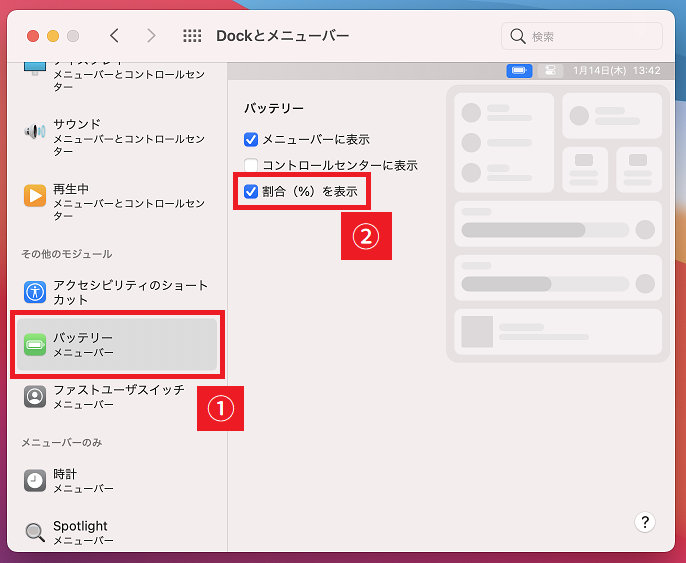 Dockとメニューバー
検索
メニューバーとコントロールセン
ター
サウンド
メニューバーとコントロールセン
ター
再生中
メニューバーとコントロールセン
ター
その他のモジュール
アクセシビリティのショート
カット
バッテリー
メニューバー
①
ファストユーザスイッチ
メニューバー
メニューバーのみ
時計
メニューバー
Spotlight
メニューバー
1月14日(木) 13:42
バッテリー
メニューバーに表示
コントロールセンターに表示
割合（%）を表示
②
?